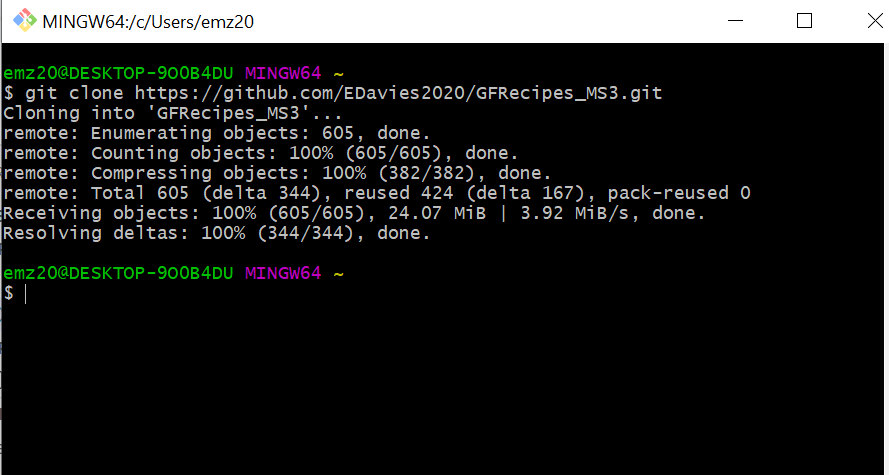 MINGW64:/c/Users/emz20
emz20@DESKTOP-9OOB4DU MINGW64 ~
$ git clone https://github.com/EDavies2020/GFRecipes_MS3.git
Cloning into 'GFRecipes_MS3'...
remote: Enumerating objects: 605, done.
remote: Counting objects: 100% (605/605), done.
remote: Compressing objects: 100% (382/382), done.
remote: Total 605 (delta 344), reused 424 (delta 167), pack-reused 0
Receiving objects: 100% (605/605), 24.07 MiB | 3.92 MiB/s, done.
Resolving deltas: 100% (344/344), done.
emz20@DESKTOP-9OOB4DU MINGW64 ~
$